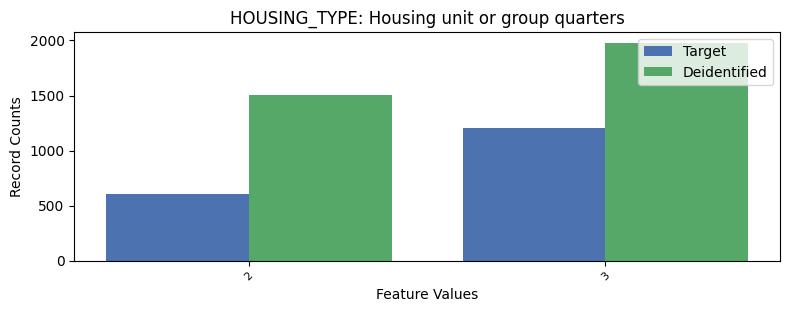 HOUSING_TYPE: Housing unit or group quarters
Target
Deidentified
2000
1500
1000
500
0
Record Counts
2
3
Feature Values